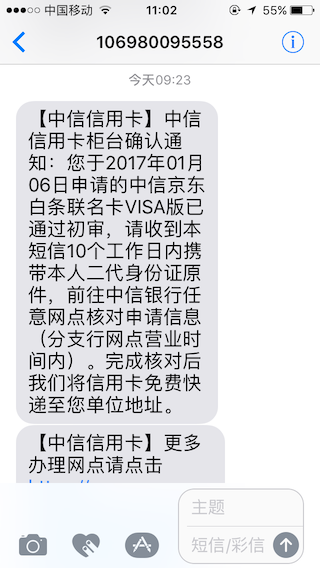 中国移动 11:02 55%
106980095558
今天09:23
【中信信用卡】中信
信用卡柜台确认通
知：您于2017年01月
06日申请的中信京东
白条联名卡VISA版已
通过初审，请收到本
短信10个工作日内携
带本人二代身份证原
件，前往中信银行任
意网点核对申请信息
（分支行网点营业时
间内）。完成核对后
我们将信用卡免费快
递至您单位地址。
【中信信用卡】更多
办理网点请点击
主题
短信/彩信